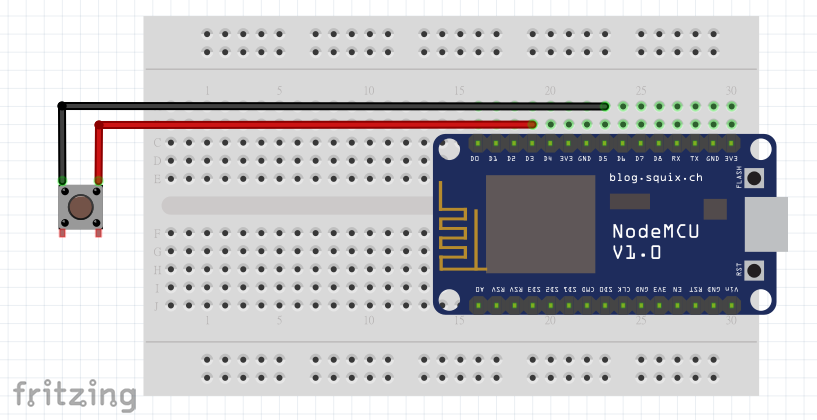 1 5 10 15 20 25 30
C
D
E
D0 D1 D2 D3 D4 3V3 GND D5 D6 D7 D8 RX TX GND 3V3
blog.squix.ch
FLASH
F
G
H
I
J
NodeMCU
V1.0
RST
A0 VSR VSR SD3 SD2 SD1 CMD SD0 CLK GND 3V3 EN RST GND Vin
1 5 10 15 20 25 30
fritzing